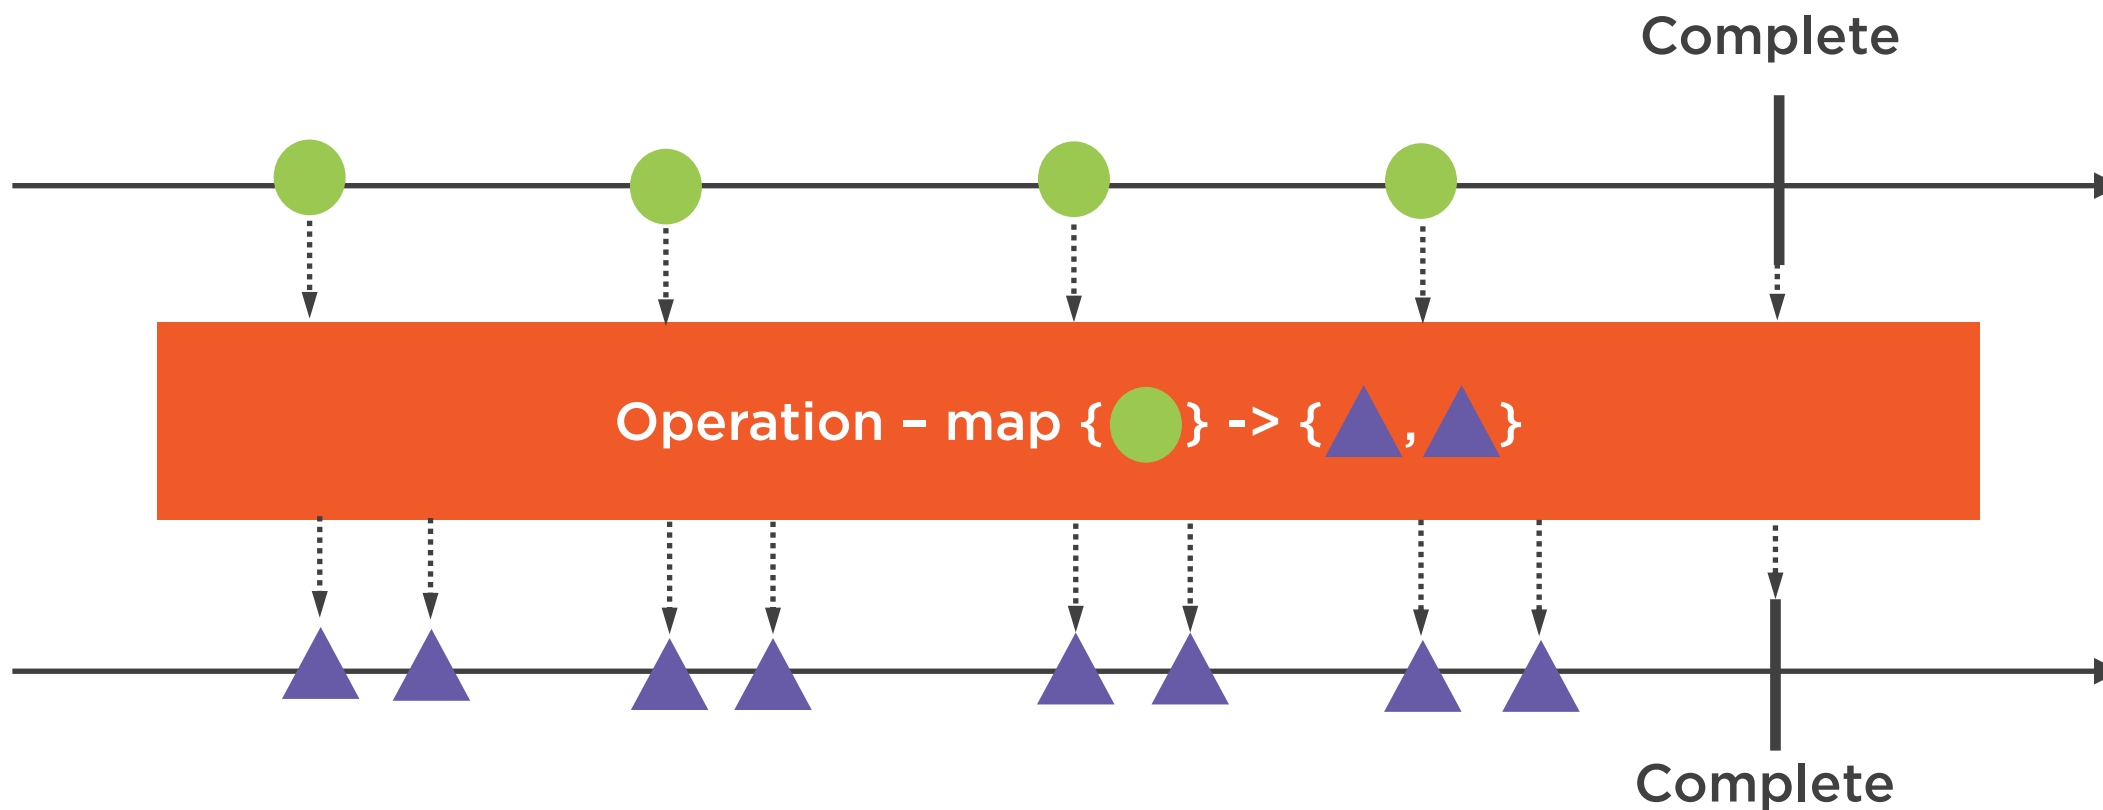 Complete
Operation – map { } -> { , }
Complete